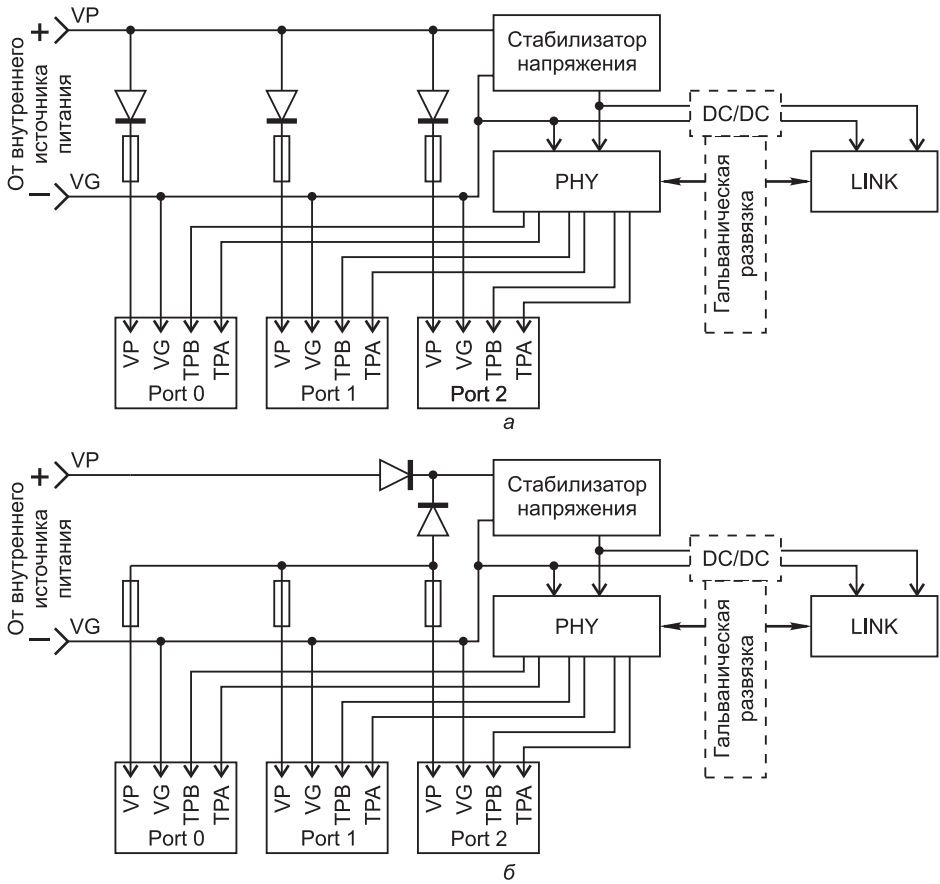 VP
+
От внутреннего
источника
питания
−
VG
Стабилизатор
напряжения
DC/DC
PHY
LINK
Гальваническая
развязка
VP VG TPB TPA
Port 0
VP VG TPB TPA
Port 1
VP VG TPB TPA
Port 2
а
VP
+
От внутреннего
источника
питания
−
VG
Стабилизатор
напряжения
DC/DC
PHY
LINK
Гальваническая
развязка
VP VG TPB TPA
Port 0
VP VG TPB TPA
Port 1
VP VG TPB TPA
Port 2
б